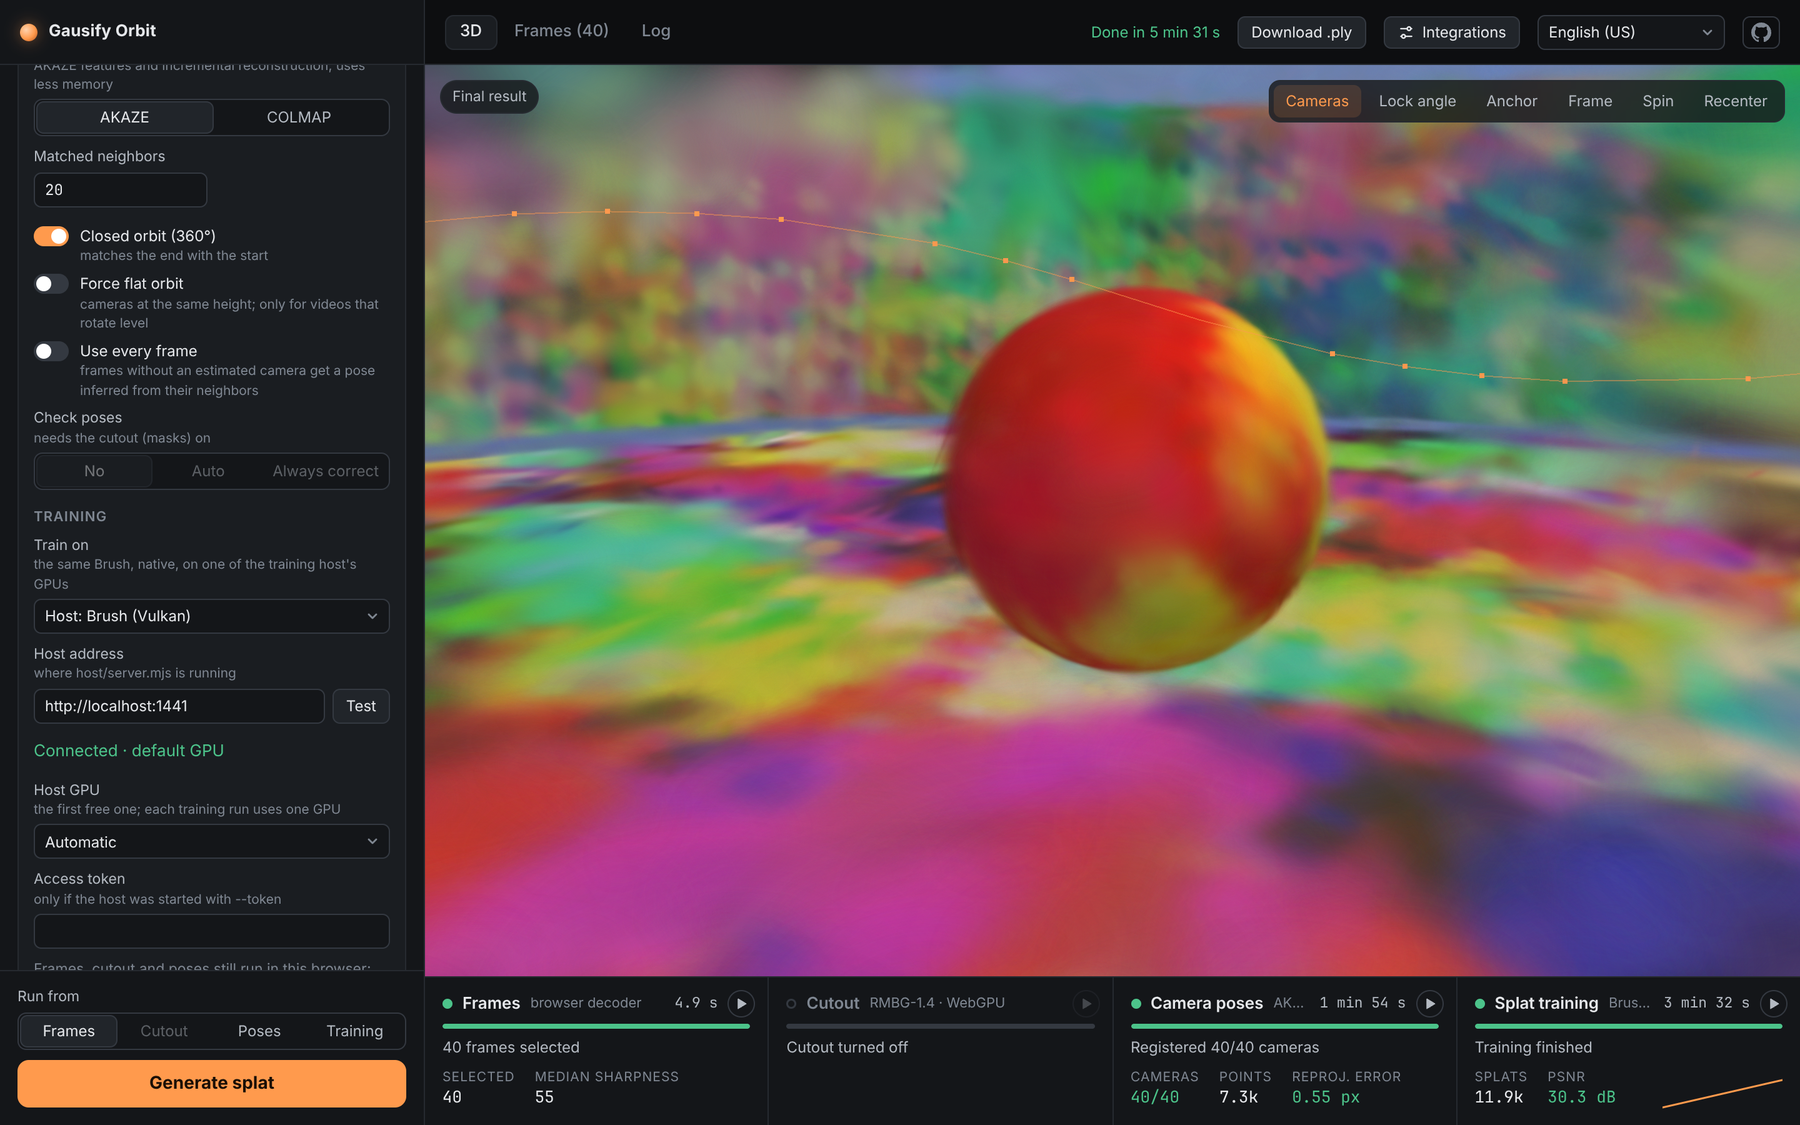 Gausify Orbit
3D
Frames (40)
Log
Done in 5 min 31 s
Download .ply
Integrations
English (US)
AKAZE features and incremental reconstruction, uses
less memory
AKAZE
COLMAP
Matched neighbors
20
Closed orbit (360°)
matches the end with the start
Force flat orbit
cameras at the same height; only for videos that
rotate level
Use every frame
frames without an estimated camera get a pose
inferred from their neighbors
Check poses
needs the cutout (masks) on
No
Auto
Always correct
TRAINING
Train on
the same Brush, native, on one of the training host's
GPUs
Host: Brush (Vulkan)
Host address
where host/server.mjs is running
http://localhost:1441
Test
Connected · default GPU
Host GPU
the first free one; each training run uses one GPU
Automatic
Access token
only if the host was started with --token
Frames, cutout and poses still run in this browser;
Run from
Frames
Cutout
Poses
Training
Generate splat
Final result
Cameras
Lock angle
Anchor
Frame
Spin
Recenter
Frames browser decoder 4.9 s
40 frames selected
SELECTED MEDIAN SHARPNESS
40 55
Cutout RMBG-1.4 · WebGPU
Cutout turned off
Camera poses AK... 1 min 54 s
Registered 40/40 cameras
CAMERAS POINTS REPROJ. ERROR
40/40 7.3k 0.55 px
Splat training Brus... 3 min 32 s
Training finished
SPLATS PSNR
11.9k 30.3 dB